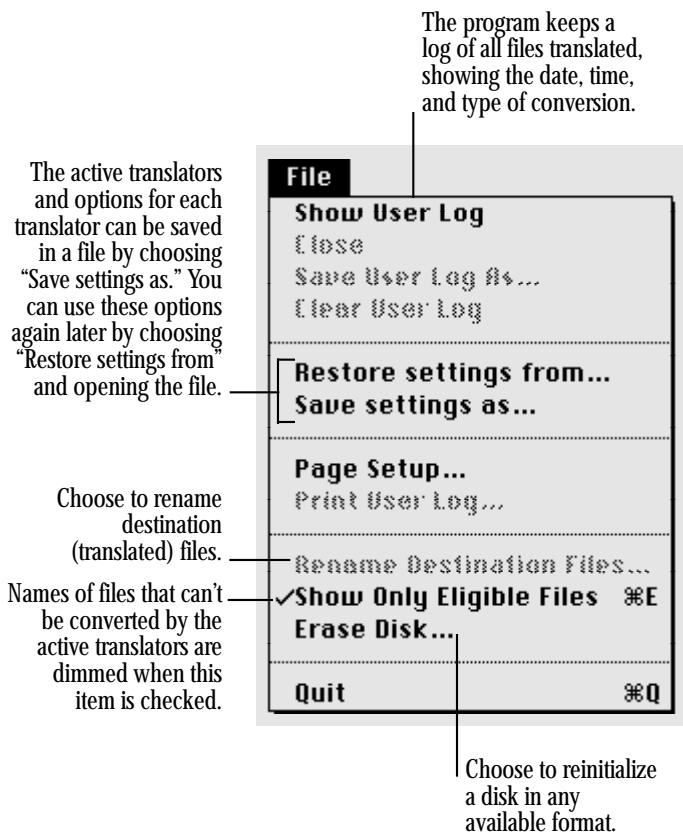 The program keeps a
log of all files translated,
showing the date, time,
and type of conversion.
The active translators
and options for each
translator can be saved
in a file by choosing
“Save settings as.” You
can use these options
again later by choosing
“Restore settings from”
and opening the file.
File
Show User Log
Close
Save User Log As...
Clear User Log
Restore settings from...
Save settings as...
Page Setup...
Print User Log...
Choose to rename
destination
(translated) files.
Rename Destination Files...
Names of files that can’t
be converted by the
active translators are
dimmed when this
item is checked.
✓Show Only Eligible Files ⌘E
Erase Disk...
Quit ⌘Q
Choose to reinitialize
a disk in any
available format.